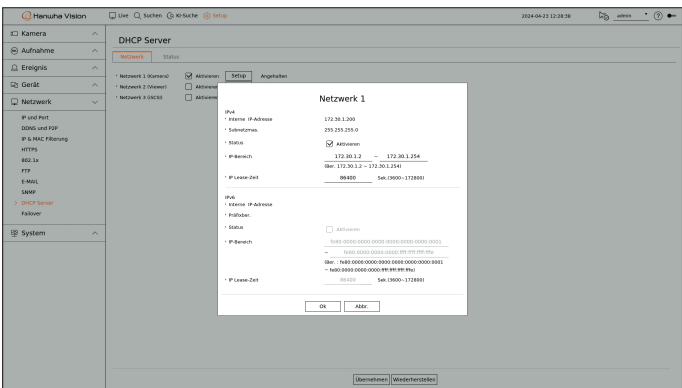 Hanwha Vision
Live Suchen KI-Suche Setup
2024-04-23 12:28:38 admin
Kamera
Aufnahme
Ereignis
Gerät
Netzwerk
IP und Port
DDNS und P2P
IP & MAC Filterung
HTTPS
802.1x
FTP
E-MAIL
SNMP
DHCP Server
Failover
System
DHCP Server
Netzwerk Status
Netzwerk 1 (Kamera) Aktivieren Setup Angehalten
Netzwerk 2 (Viewer) Aktivieren
Netzwerk 3 (iSCSI) Aktivieren
Netzwerk 1
IPv4
Interne IP-Adresse 172.30.1.200
Subnetzmas. 255.255.255.0
Status Aktivieren
IP-Bereich 172.30.1.2 ~ 172.30.1.254
(Ber. 172.30.1.2 ~ 172.30.1.254)
IP Lease-Zeit 86400 Sek.(3600~172800)
IPv6
Interne IP-Adresse
Präfixber.
Status Aktivieren
IP-Bereich fe80:0000:0000:0000:0000:0000:0000:0001
~ fe80:0000:0000:0000:ffff:ffff:ffff:fffe
(Ber. : fe80:0000:0000:0000:0000:0000:0000:0001
~ fe80:0000:0000:0000:ffff:ffff:ffff:fffe)
IP Lease-Zeit 86400 Sek.(3600~172800)
Ok Abbr.
Übernehmen Wiederherstellen